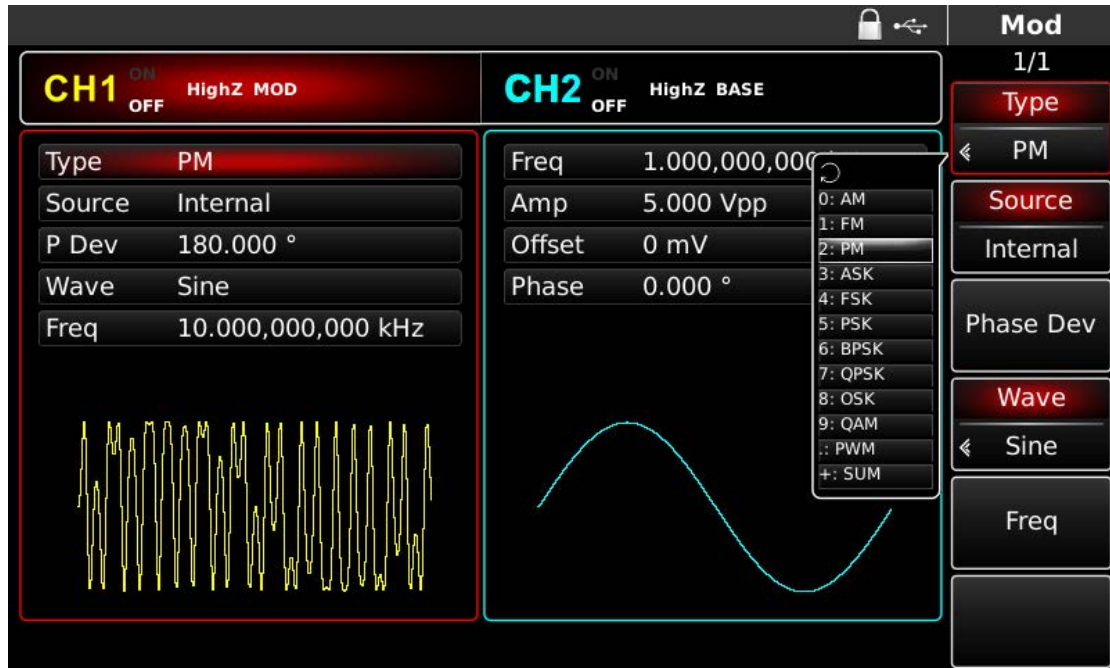 Mod
1/1
CH1 ON OFF HighZ MOD
CH2 ON OFF HighZ BASE
Type PM
Source Internal
P Dev 180.000 °
Wave Sine
Freq 10.000,000,000 kHz
Freq 1.000,000,000
Amp 5.000 Vpp
Offset 0 mV
Phase 0.000 °
0: AM
1: FM
2: PM
3: ASK
4: FSK
5: PSK
6: BPSK
7: QPSK
8: OSK
9: QAM
.: PWM
+: SUM
Type
PM
Source
Internal
Phase Dev
Wave
Sine
Freq